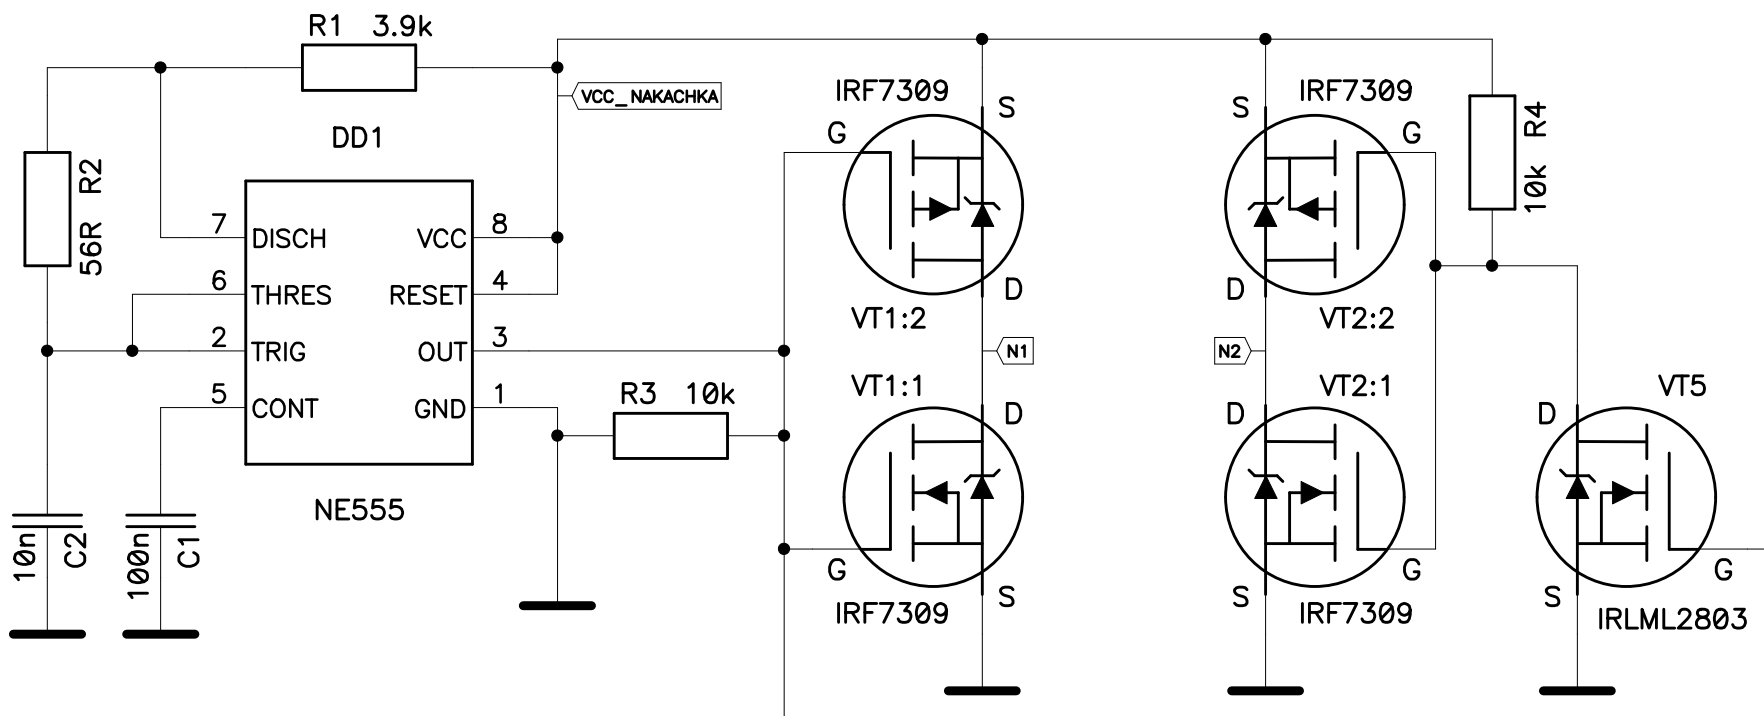 R1 3.9k
VCC_NAKACHKA
DD1
R2
56R
7 DISCH
VCC 8
6 THRES
RESET 4
2 TRIG
OUT 3
5 CONT
GND 1
NE555
R3 10k
10n
C2
100n
C1
IRF7309
S
G
D
VT1:2
N1
VT1:1
D
G
S
IRF7309
IRF7309
S
G
D
VT2:2
N2
VT2:1
D
G
S
IRF7309
R4
10k
VT5
D
G
S
IRLML2803